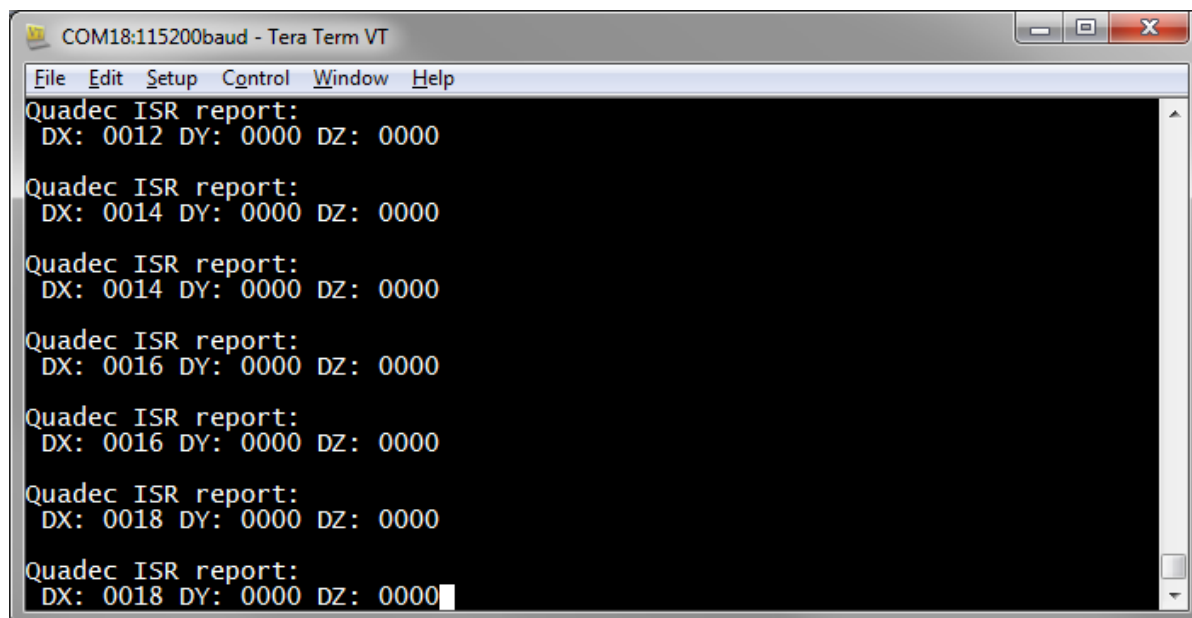 COM18:115200baud - Tera Term VT
File Edit Setup Control Window Help
Quadec ISR report:
DX: 0012 DY: 0000 DZ: 0000
Quadec ISR report:
DX: 0014 DY: 0000 DZ: 0000
Quadec ISR report:
DX: 0014 DY: 0000 DZ: 0000
Quadec ISR report:
DX: 0016 DY: 0000 DZ: 0000
Quadec ISR report:
DX: 0016 DY: 0000 DZ: 0000
Quadec ISR report:
DX: 0018 DY: 0000 DZ: 0000
Quadec ISR report:
DX: 0018 DY: 0000 DZ: 0000